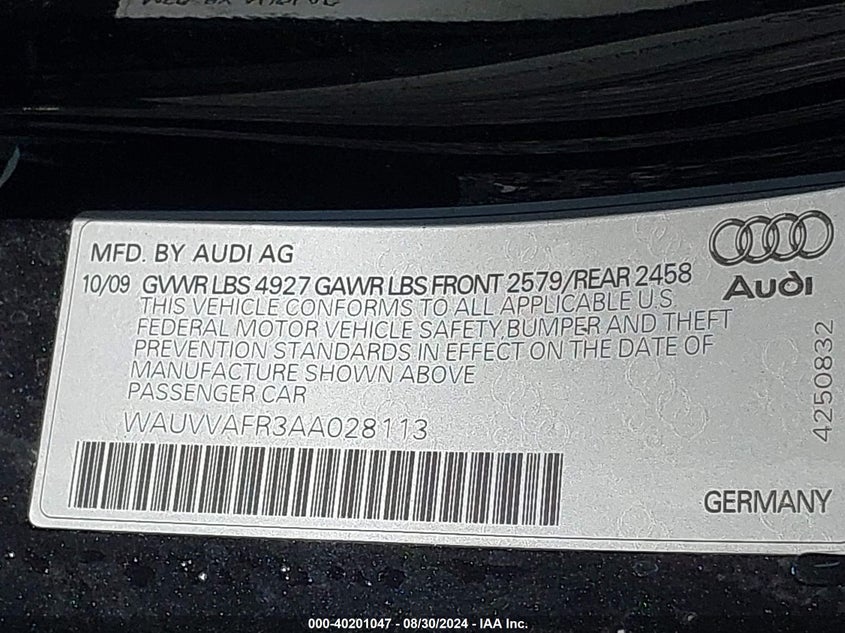 MFD. BY AUDI AG
10/09 GVWR LBS 4927 GAWR LBS FRONT 2579/REAR 2458
THIS VEHICLE CONFORMS TO ALL APPLICABLE U.S.
FEDERAL MOTOR VEHICLE SAFETY, BUMPER AND THEFT
PREVENTION STANDARDS IN EFFECT ON THE DATE OF
MANUFACTURE SHOWN ABOVE
PASSENGER CAR
WAUVVAFR3AA028113
Audi
4250832
GERMANY
000-40201047 - 08/30/2024 - IAA Inc.